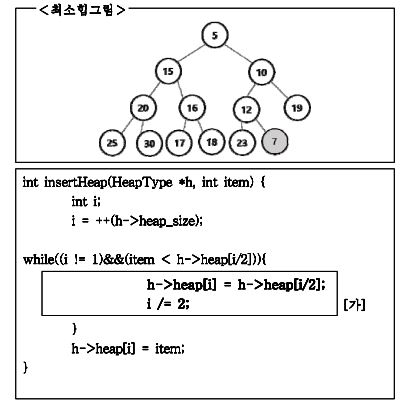 <최소힙그림>
5
15 10
20 16 12 19
25 30 17 18 23 7
int insertHeap(HeapType *h, int item) {
int i;
i = ++(h->heap_size);
while((i != 1)&&(item < h->heap[i/2])){
h->heap[i] = h->heap[i/2];
i /= 2; [가]
}
h->heap[i] = item;
}